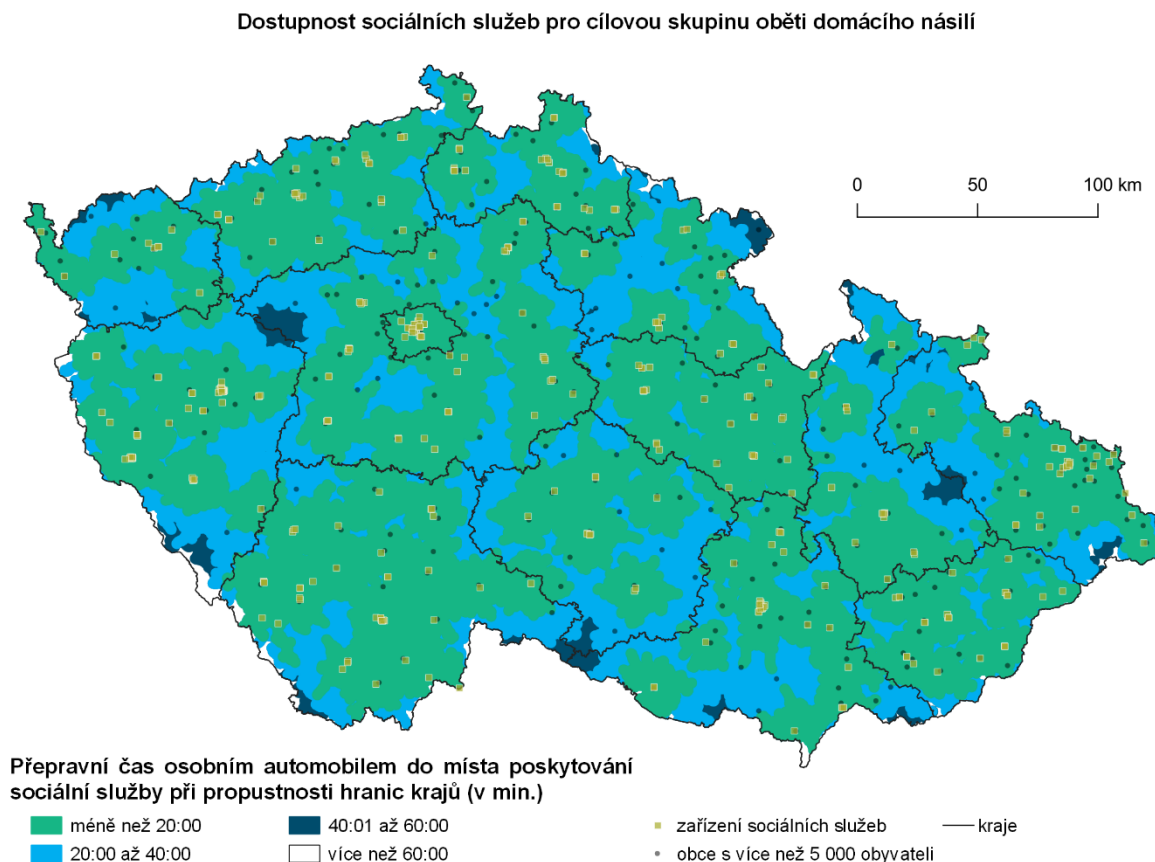 Dostupnost sociálních služeb pro cílovou skupinu oběti domácího násilí
0 50 100 km
Přepravní čas osobním automobilem do místa poskytování
sociální služby při propustnosti hranic krajů (v min.)
méně než 20:00
40:01 až 60:00
zařízení sociálních služeb
kraje
20:00 až 40:00
více než 60:00
obce s více než 5 000 obyvateli